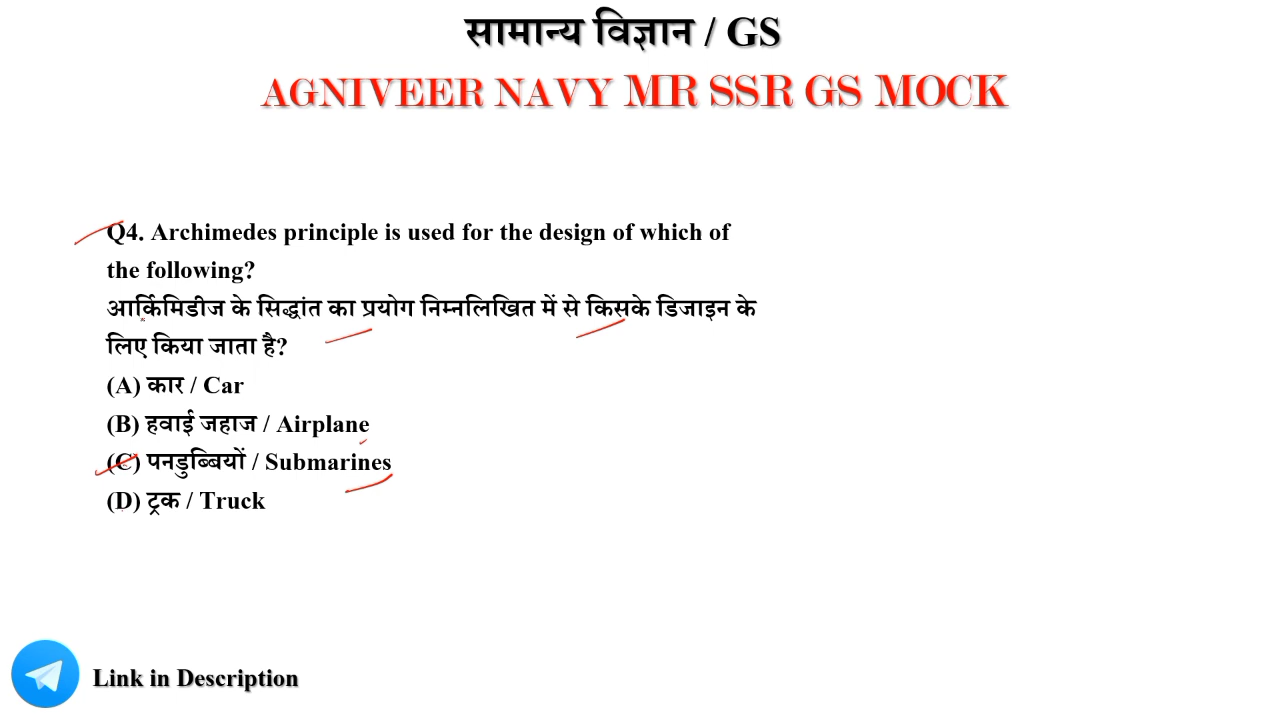 सामान्य विज्ञान / GS
AGNIVEER NAVY MR SSR GS MOCK
Q4. Archimedes principle is used for the design of which of
the following?
आर्किमिडीज के सिद्धांत का प्रयोग निम्नलिखित में से किसके डिजाइन के
लिए किया जाता है?
(A) कार / Car
(B) हवाई जहाज / Airplane
(C) पनडुब्बियों / Submarines
(D) ट्रक / Truck
Link in Description